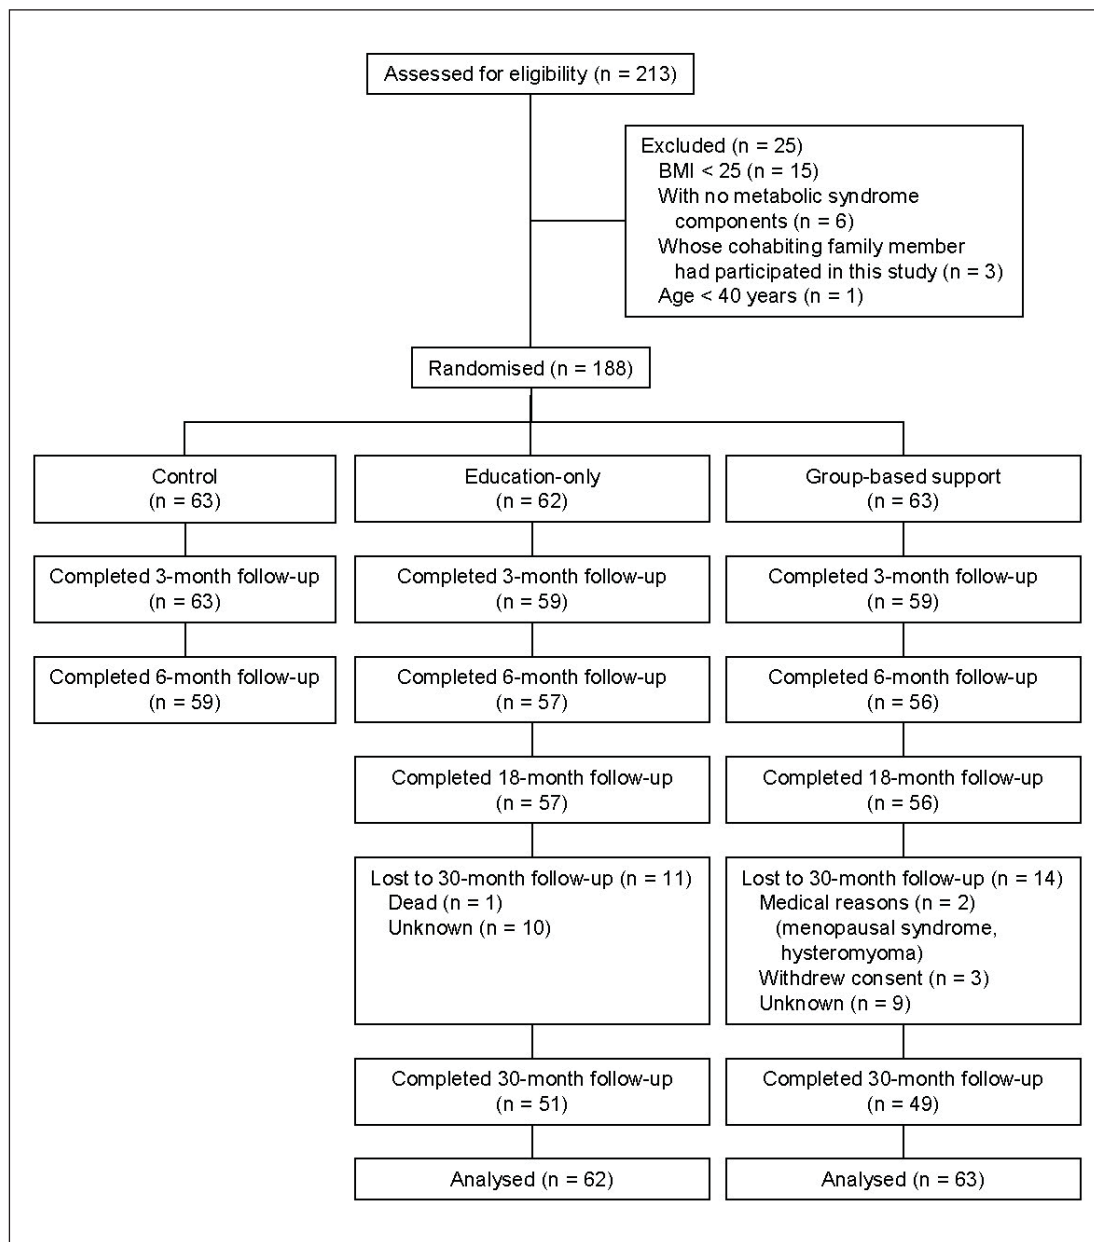 Assessed for eligibility (n = 213)
Excluded (n = 25)
BMI < 25 (n = 15)
With no metabolic syndrome
components (n = 6)
Whose cohabiting family member
had participated in this study (n = 3)
Age < 40 years (n = 1)
Randomised (n = 188)
Control
(n = 63)
Education-only
(n = 62)
Group-based support
(n = 63)
Completed 3-month follow-up
(n = 63)
Completed 3-month follow-up
(n = 59)
Completed 3-month follow-up
(n = 59)
Completed 6-month follow-up
(n = 59)
Completed 6-month follow-up
(n = 57)
Completed 6-month follow-up
(n = 56)
Completed 18-month follow-up
(n = 57)
Completed 18-month follow-up
(n = 56)
Lost to 30-month follow-up (n = 11)
Dead (n = 1)
Unknown (n = 10)
Lost to 30-month follow-up (n = 14)
Medical reasons (n = 2)
(menopausal syndrome,
hysteromyoma)
Withdrew consent (n = 3)
Unknown (n = 9)
Completed 30-month follow-up
(n = 51)
Completed 30-month follow-up
(n = 49)
Analysed (n = 62)
Analysed (n = 63)